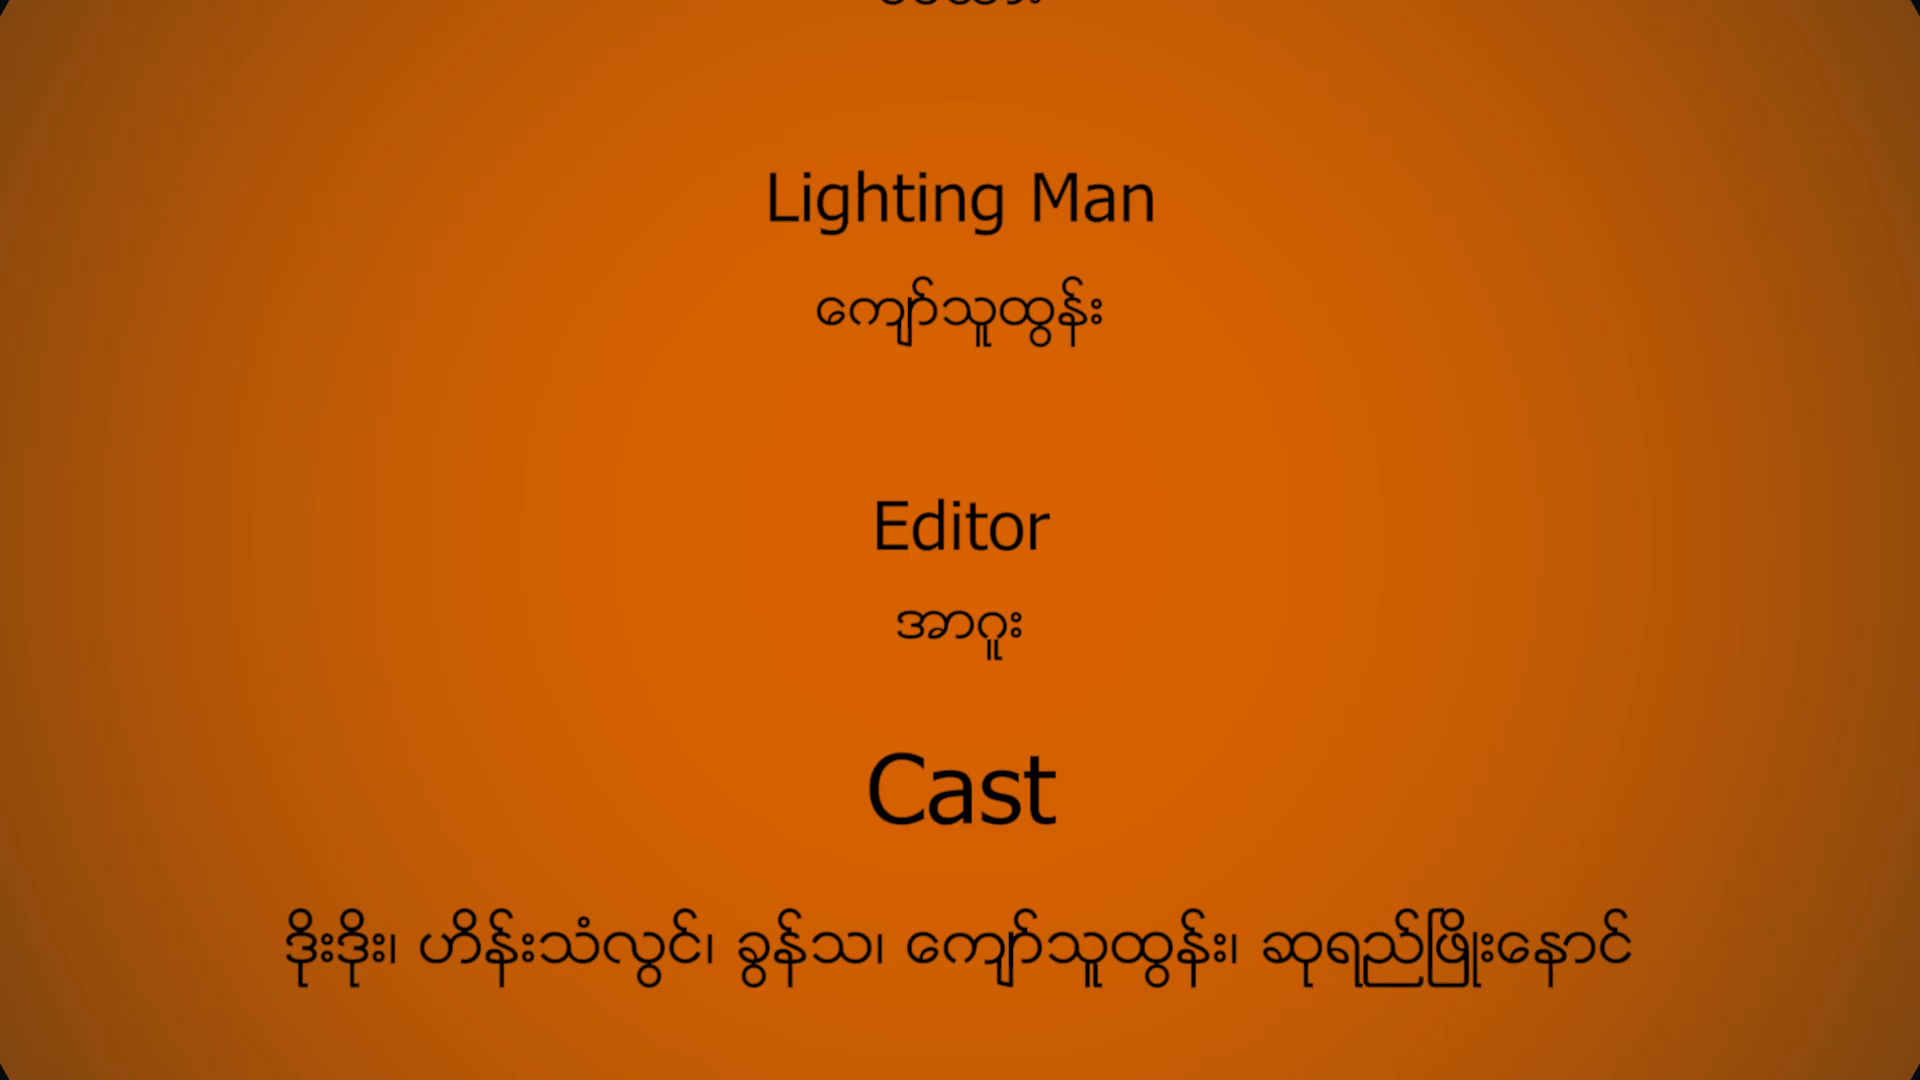 Lighting Man
ကျော်သူထွန်း
Editor
အာဂူး
Cast
ဒိုးဒိုး၊ ဟိန်းသံလွင်၊ ခွန်သ၊ ကျော်သူထွန်း၊ ဆုရည်ဖြိုးနောင်